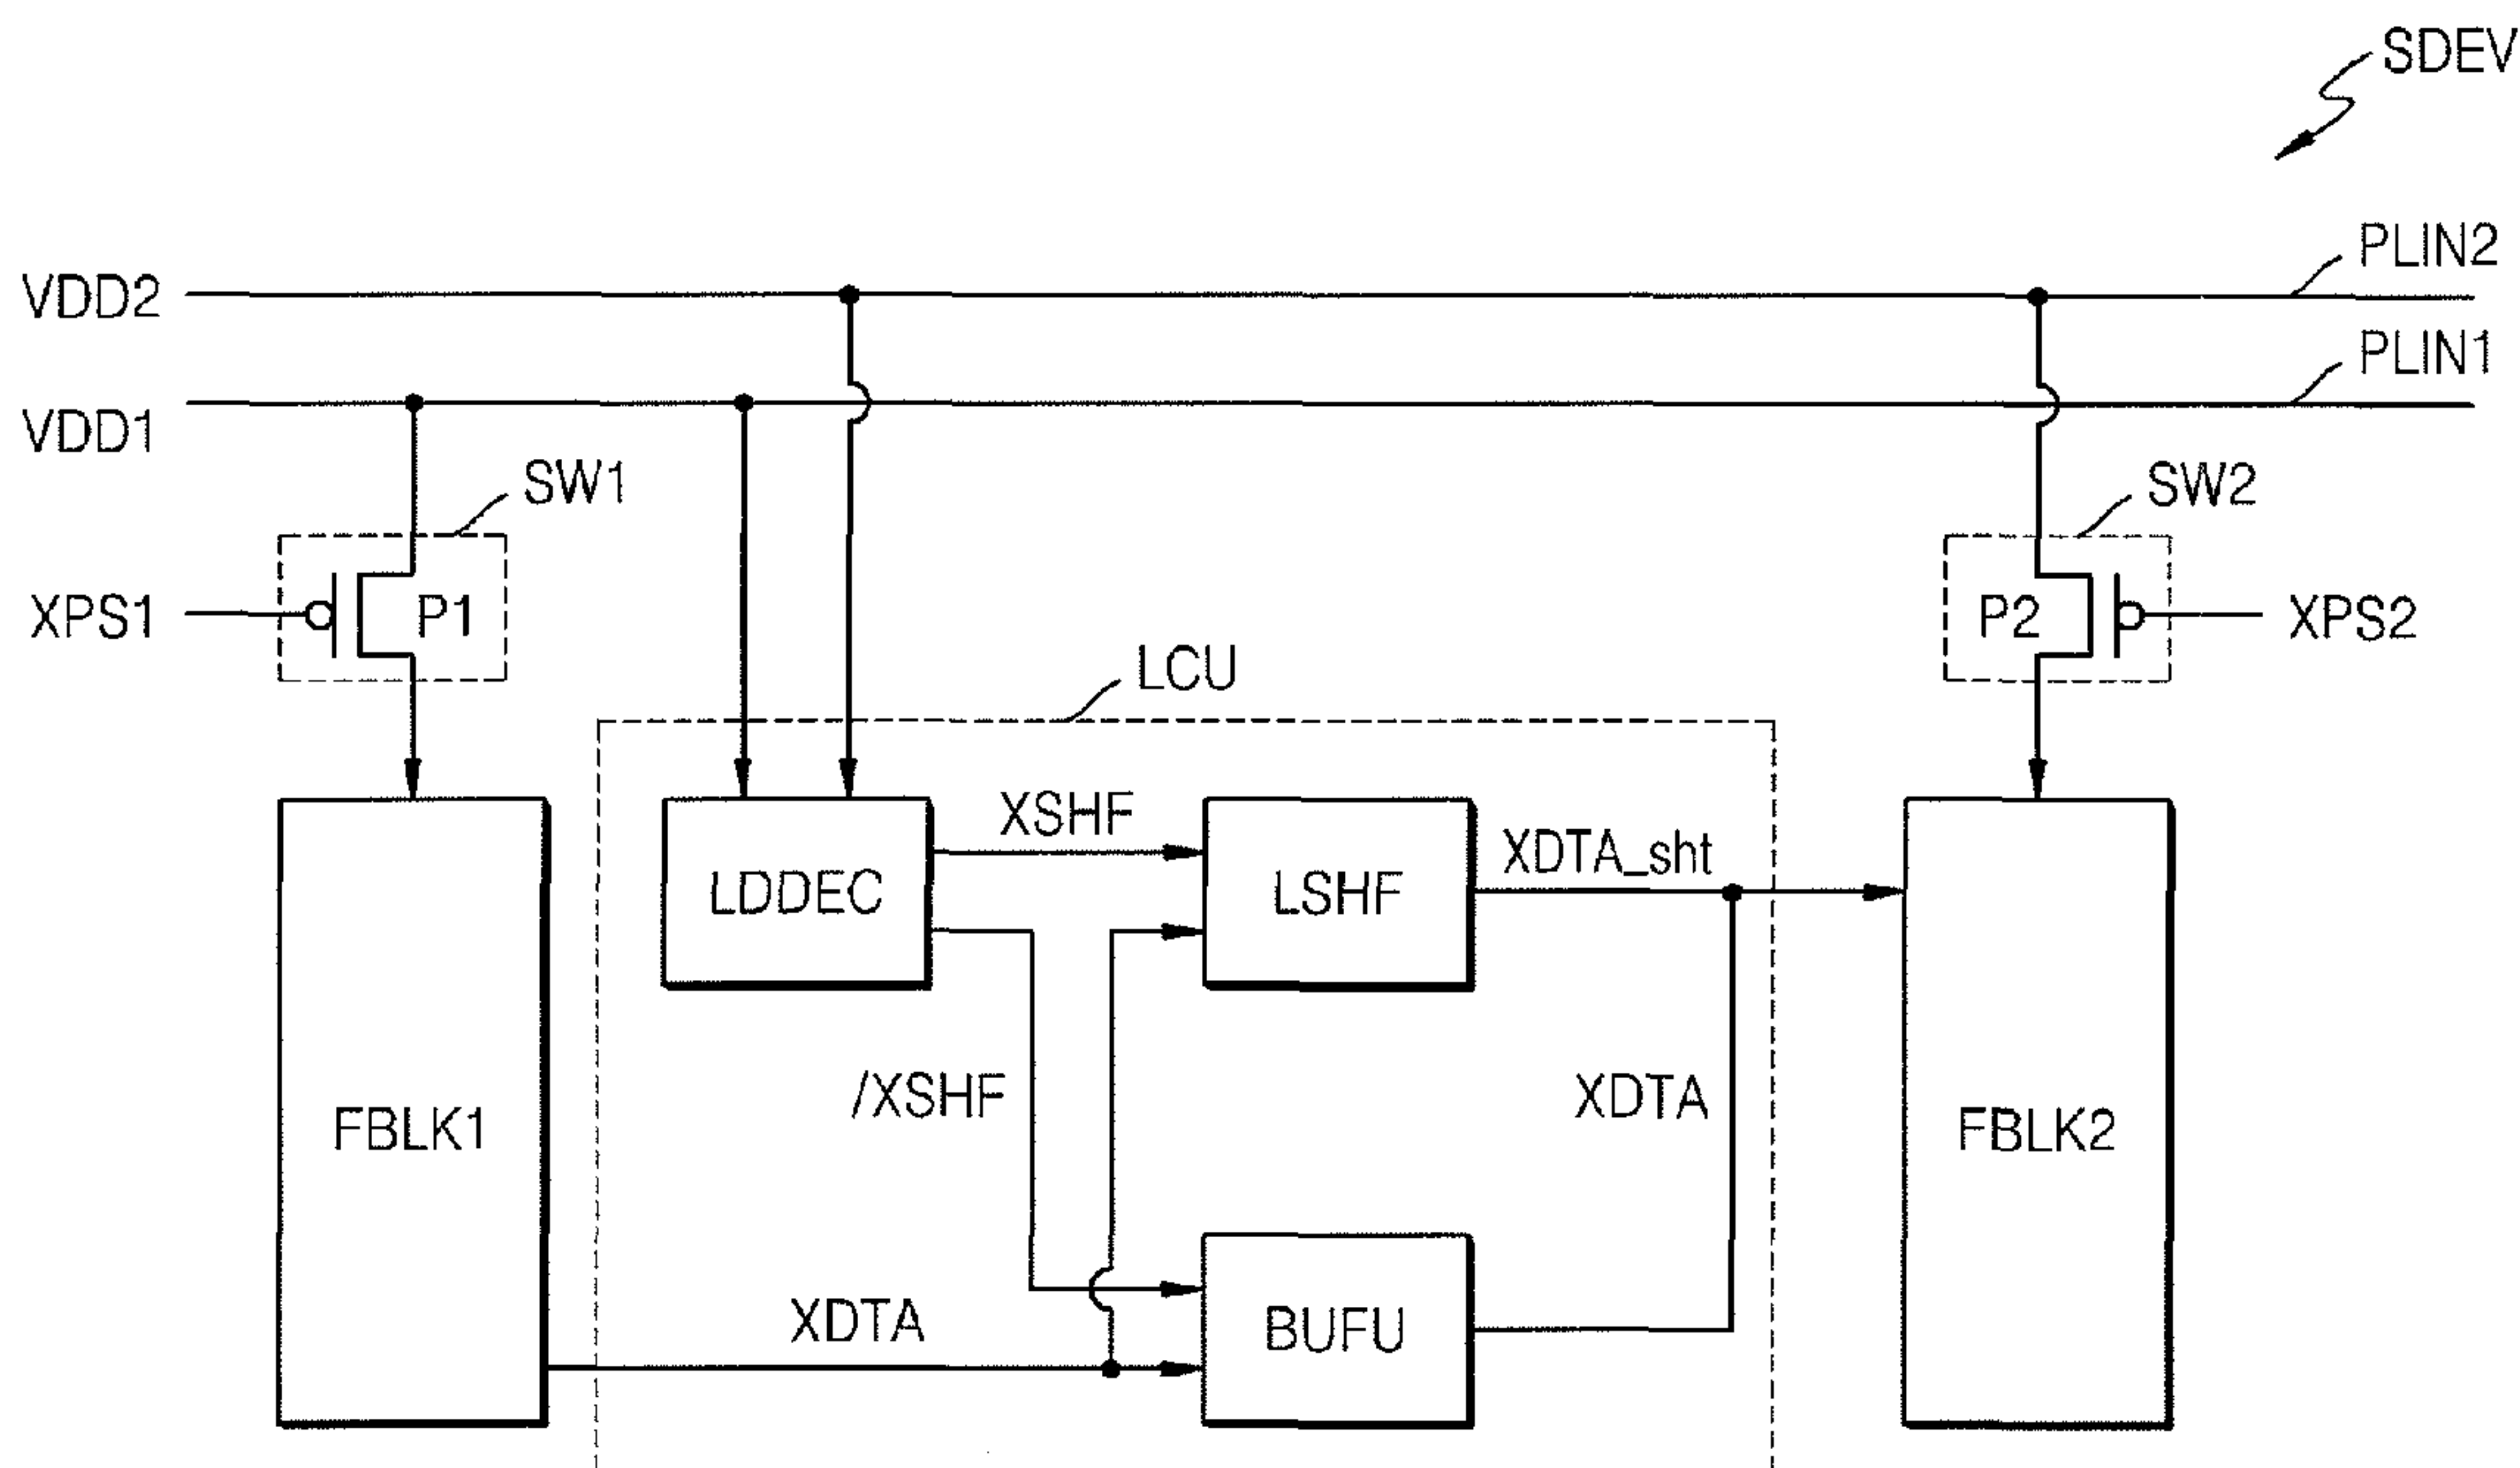 SDEV
PLIN2
VDD2
PLIN1
VDD1
SW1
SW2
XPS1
P1
P2
XPS2
LCU
XSHF
XDTA_sht
LDDEC
LSHF
/XSHF
XDTA
FBLK1
FBLK2
XDTA
BUFU